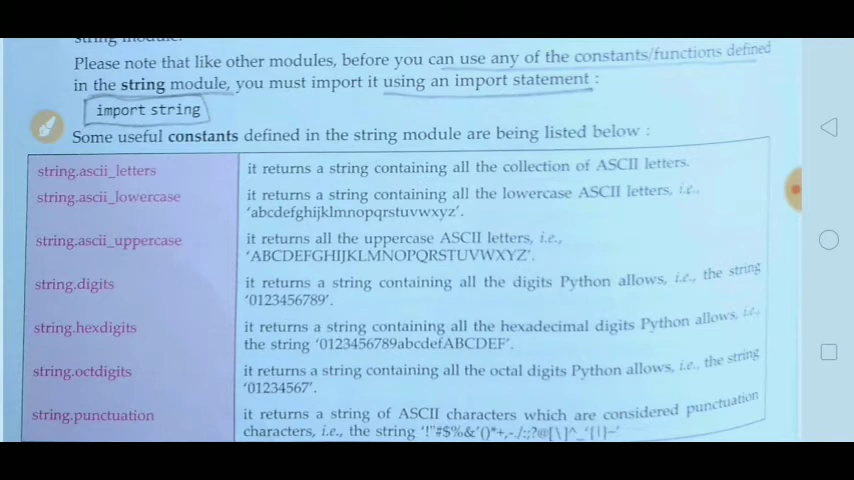 string module.
Please note that like other modules, before you can use any of the constants/functions defined
in the string module, you must import it using an import statement :
import string
Some useful constants defined in the string module are being listed below :
string.ascii_letters it returns a string containing all the collection of ASCII letters.
string.ascii_lowercase it returns a string containing all the lowercase ASCII letters, i.e.,
'abcdefghijklmnopqrstuvwxyz'.
string.ascii_uppercase it returns all the uppercase ASCII letters, i.e.,
'ABCDEFGHIJKLMNOPQRSTUVWXYZ'.
string.digits it returns a string containing all the digits Python allows, i.e., the string
'0123456789'.
string.hexdigits it returns a string containing all the hexadecimal digits Python allows, i.e.,
the string '0123456789abcdefABCDEF'.
string.octdigits it returns a string containing all the octal digits Python allows, i.e., the string
'01234567'.
string.punctuation it returns a string of ASCII characters which are considered punctuation
characters, i.e., the string '!"#$%&'()*+,-./:;?@[\]^_'{|}~'